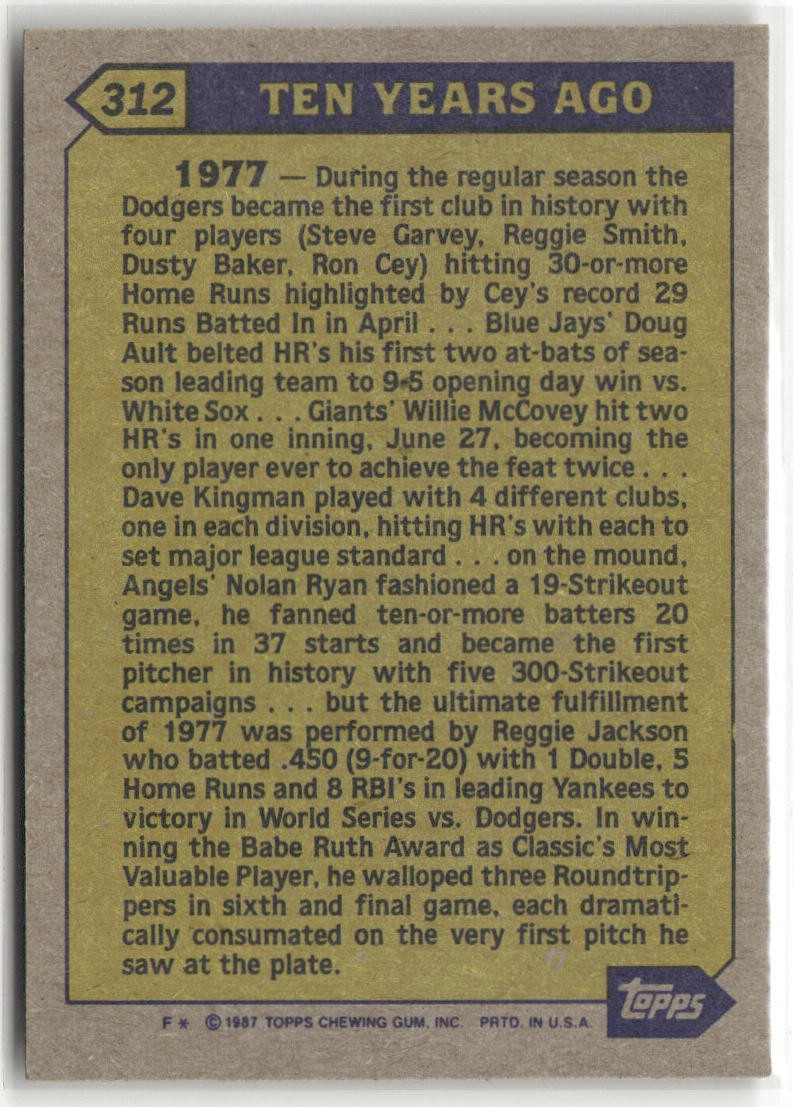 312 TEN YEARS AGO
1977 — During the regular season the
Dodgers became the first club in history with
four players (Steve Garvey, Reggie Smith,
Dusty Baker, Ron Cey) hitting 30-or-more
Home Runs highlighted by Cey's record 29
Runs Batted In in April . . . Blue Jays' Doug
Ault belted HR's his first two at-bats of sea-
son leading team to 9-5 opening day win vs.
White Sox . . . Giants' Willie McCovey hit two
HR's in one inning, June 27, becoming the
only player ever to achieve the feat twice . . .
Dave Kingman played with 4 different clubs,
one in each division, hitting HR's with each to
set major league standard . . . on the mound,
Angels' Nolan Ryan fashioned a 19-Strikeout
game, he fanned ten-or-more batters 20
times in 37 starts and became the first
pitcher in history with five 300-Strikeout
campaigns . . . but the ultimate fulfillment
of 1977 was performed by Reggie Jackson
who batted .450 (9-for-20) with 1 Double, 5
Home Runs and 8 RBI's in leading Yankees to
victory in World Series vs. Dodgers. In win-
ning the Babe Ruth Award as Classic's Most
Valuable Player, he walloped three Roundtrip-
pers in sixth and final game, each dramati-
cally consumated on the very first pitch he
saw at the plate.
topps
F * © 1987 TOPPS CHEWING GUM, INC. PRTD. IN U.S.A.